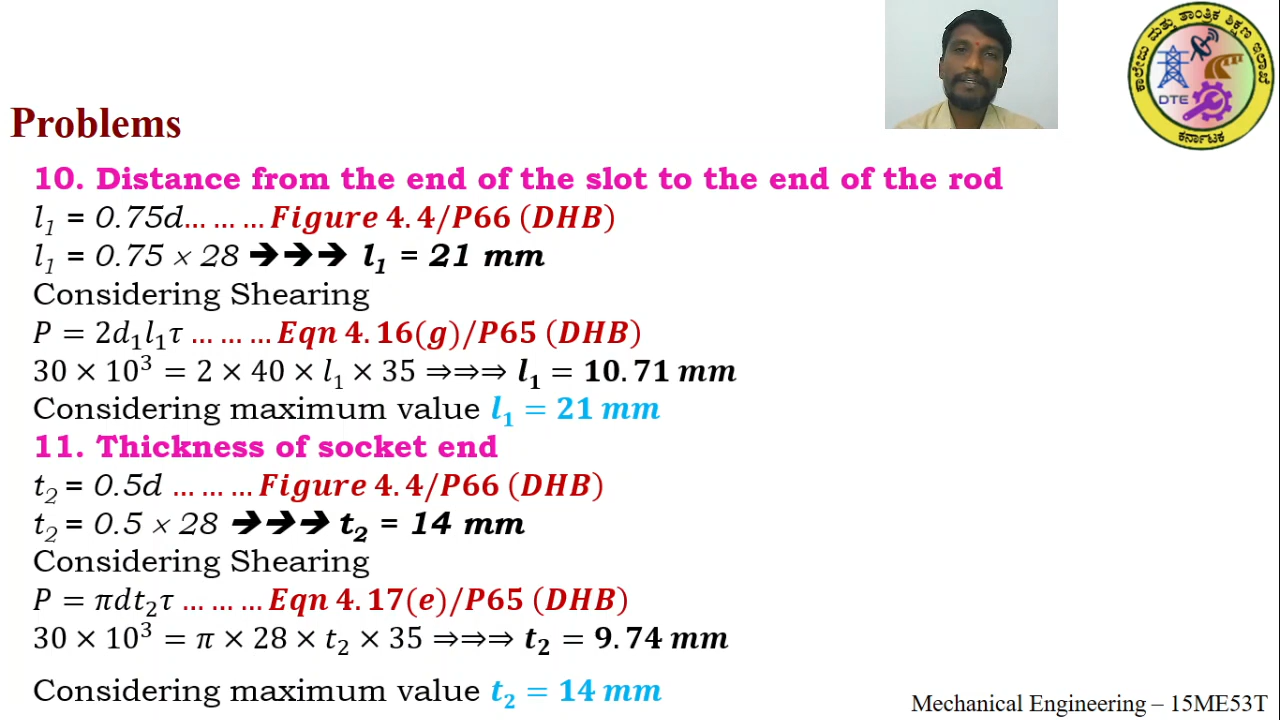 ಕಾಲೇಜು ಮತ್ತು ತಾಂತ್ರಿಕ ಶಿಕ್ಷಣ ಇಲಾಖೆ
DTE
ಕರ್ನಾಟಕ
Problems
10. Distance from the end of the slot to the end of the rod
l₁ = 0.75d... ... ... Figure 4.4/P66 (DHB)
l₁ = 0.75 × 28 ➔➔➔ l₁ = 21 mm
Considering Shearing
P = 2d₁l₁τ ... ... ... Eqn 4.16(g)/P65 (DHB)
30 × 10³ = 2 × 40 × l₁ × 35 ⇒⇒⇒ l₁ = 10.71 mm
Considering maximum value l₁ = 21 mm
11. Thickness of socket end
t₂ = 0.5d ... ... ... Figure 4.4/P66 (DHB)
t₂ = 0.5 × 28 ➔➔➔ t₂ = 14 mm
Considering Shearing
P = πdt₂τ ... ... ... Eqn 4.17(e)/P65 (DHB)
30 × 10³ = π × 28 × t₂ × 35 ⇒⇒⇒ t₂ = 9.74 mm
Considering maximum value t₂ = 14 mm
Mechanical Engineering – 15ME53T